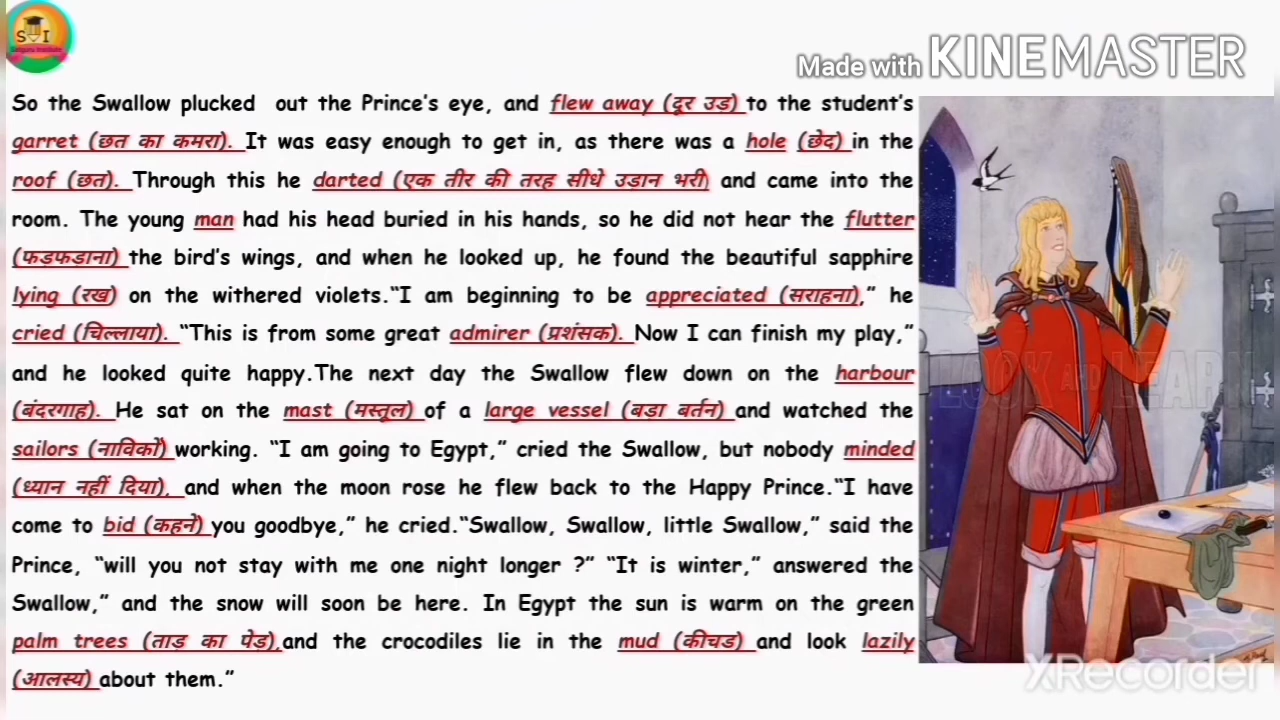 S I
Made with KINEMASTER
So the Swallow plucked out the Prince's eye, and flew away (दूर उड) to the student's
garret (छत का कमरा). It was easy enough to get in, as there was a hole (छेद) in the
roof (छत). Through this he darted (एक तीर की तरह सीधे उडान भरी) and came into the
room. The young man had his head buried in his hands, so he did not hear the flutter
(फडफडाना) the bird's wings, and when he looked up, he found the beautiful sapphire
lying (रख) on the withered violets.“I am beginning to be appreciated (सराहना),” he
cried (चिल्लाया). “This is from some great admirer (प्रशंसक). Now I can finish my play,”
and he looked quite happy.The next day the Swallow flew down on the harbour
(बंदरगाह). He sat on the mast (मस्तूल) of a large vessel (बडा बर्तन) and watched the
sailors (नाविकों) working. “I am going to Egypt,” cried the Swallow, but nobody minded
(ध्यान नहीं दिया), and when the moon rose he flew back to the Happy Prince.“I have
come to bid (कहने) you goodbye,” he cried.“Swallow, Swallow, little Swallow,” said the
Prince, “will you not stay with me one night longer ?” “It is winter,” answered the
Swallow,” and the snow will soon be here. In Egypt the sun is warm on the green
palm trees (ताड का पेड),and the crocodiles lie in the mud (कीचड) and look lazily
(आलस्य) about them.”
LOOK AND LEARN
XRecorder